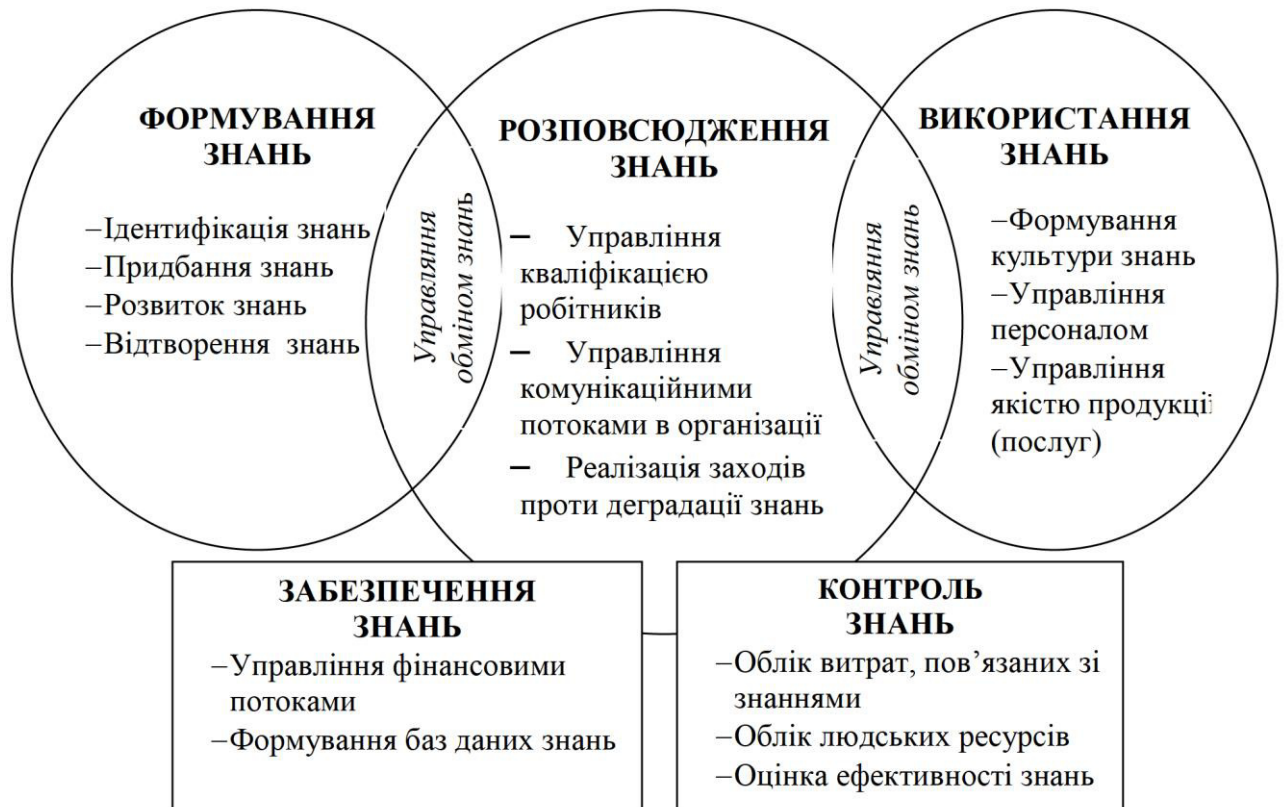 ФОРМУВАННЯ
ЗНАНЬ
–Ідентифікація знань
–Придбання знань
–Розвиток знань
–Відтворення знань
Управляння
обміном знань
РОЗПОВСЮДЖЕННЯ
ЗНАНЬ
– Управління
кваліфікацією
робітників
– Управління
комунікаційними
потоками в організації
– Реалізація заходів
проти деградації знань
Управляння
обміном знань
ВИКОРИСТАННЯ
ЗНАНЬ
–Формування
культури знань
–Управління
персоналом
–Управління
якістю продукції
(послуг)
ЗАБЕЗПЕЧЕННЯ
ЗНАНЬ
–Управління фінансовими
потоками
–Формування баз даних знань
КОНТРОЛЬ
ЗНАНЬ
–Облік витрат, пов’язаних зі
знаннями
–Облік людських ресурсів
–Оцінка ефективності знань